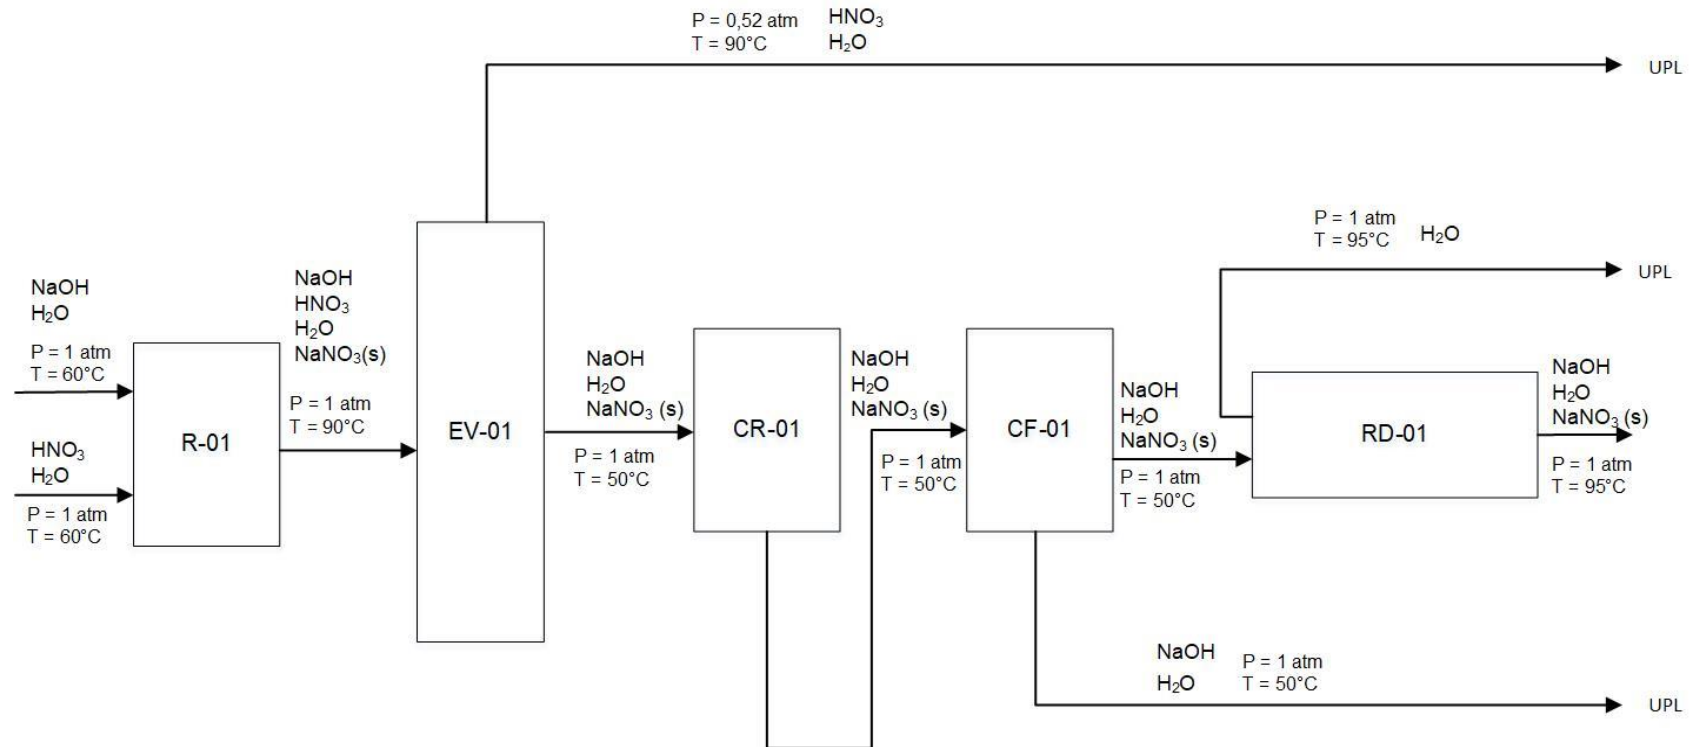 P = 0,52 atm
T = 90°C
HNO₃
H₂O
UPL
P = 1 atm
T = 95°C
H₂O
UPL
NaOH
H₂O
P = 1 atm
T = 60°C
HNO₃
H₂O
P = 1 atm
T = 60°C
R-01
NaOH
HNO₃
H₂O
NaNO₃(s)
P = 1 atm
T = 90°C
EV-01
NaOH
H₂O
NaNO₃ (s)
P = 1 atm
T = 50°C
CR-01
NaOH
H₂O
NaNO₃ (s)
P = 1 atm
T = 50°C
CF-01
NaOH
H₂O
NaNO₃ (s)
P = 1 atm
T = 50°C
RD-01
NaOH
H₂O
NaNO₃ (s)
P = 1 atm
T = 95°C
NaOH
H₂O
P = 1 atm
T = 50°C
UPL